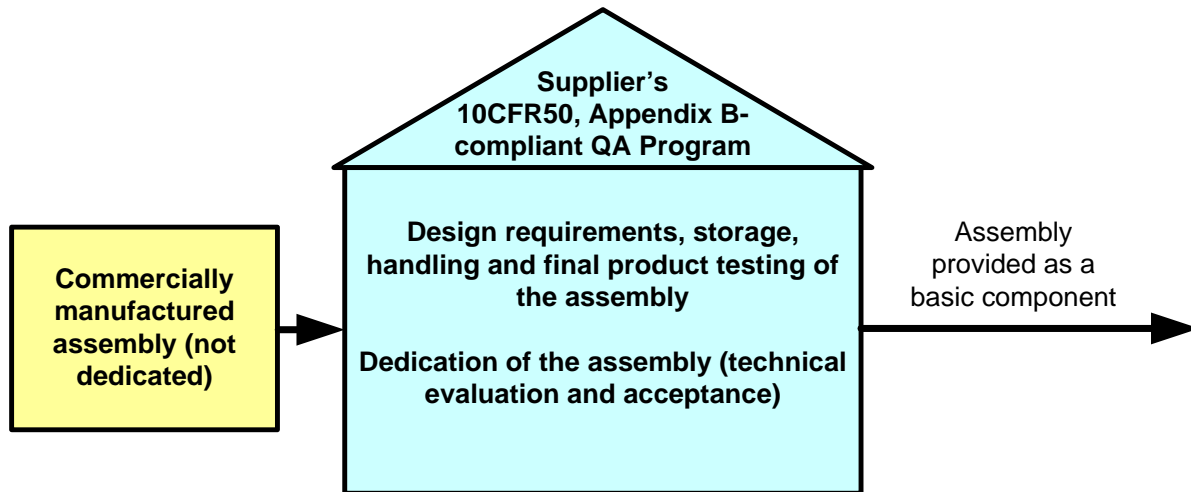 Supplier's
10CFR50, Appendix B-
compliant QA Program
Commercially
manufactured
assembly (not
dedicated)
Design requirements, storage,
handling and final product testing of
the assembly
Dedication of the assembly (technical
evaluation and acceptance)
Assembly
provided as a
basic component